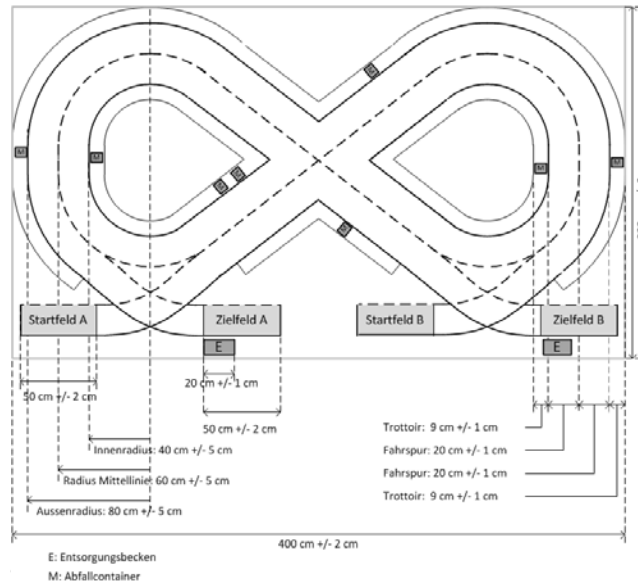 M
M
M
M
M
M
M
M
Startfeld A
Zielfeld A
Startfeld B
Zielfeld B
E
E
50 cm +/- 2 cm
20 cm +/- 1 cm
50 cm +/- 2 cm
Innenradius: 40 cm +/- 5 cm
Radius Mittellinie: 60 cm +/- 5 cm
Aussenradius: 80 cm +/- 5 cm
Trottoir: 9 cm +/- 1 cm
Fahrspur: 20 cm +/- 1 cm
Fahrspur: 20 cm +/- 1 cm
Trottoir: 9 cm +/- 1 cm
400 cm +/- 2 cm
E: Entsorgungsbecken
M: Abfallcontainer